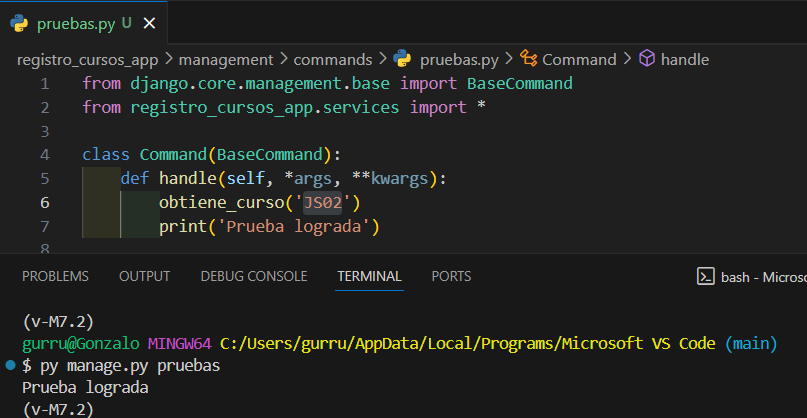 pruebas.py U ×
registro_cursos_app > management > commands > pruebas.py > Command > handle
1 from django.core.management.base import BaseCommand
2 from registro_cursos_app.services import *
3
4 class Command(BaseCommand):
5 def handle(self, *args, **kwargs):
6 obtiene_curso('JS02')
7 print('Prueba lograda')
8
PROBLEMS OUTPUT DEBUG CONSOLE TERMINAL PORTS bash - Microso
(v-M7.2)
gurru@Gonzalo MINGW64 C:/Users/gurru/AppData/Local/Programs/Microsoft VS Code (main)
$ py manage.py pruebas
Prueba lograda
(v-M7.2)